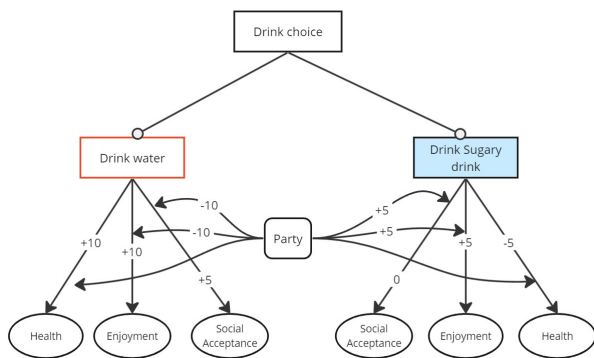 Drink choice
Drink water
Drink Sugary
drink
-10
+5
Party
+10
-10
+5
+5
-5
+10
+5
0
Health
Enjoyment
Social
Acceptance
Social
Acceptance
Enjoyment
Health